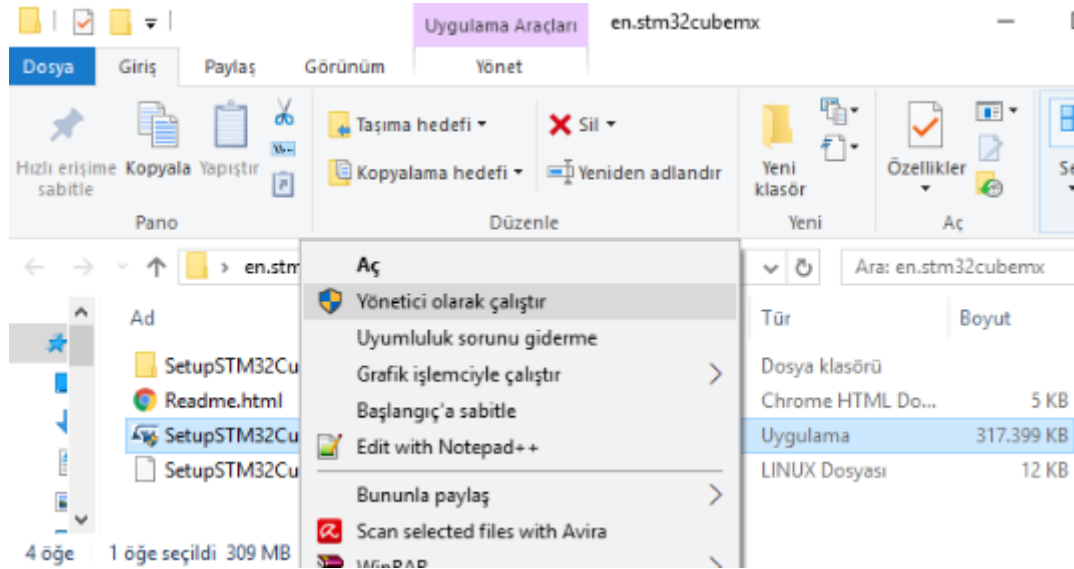 Uygulama Araçları en.stm32cubemx
Dosya Giriş Paylaş Görünüm Yönet
Hızlı erişime sabitle
Kopyala
Yapıştır
Taşıma hedefi
Kopyalama hedefi
Sil
Yeniden adlandır
Yeni klasör
Özellikler
Pano Düzenle Yeni Aç
en.stm
Ara: en.stm32cubemx
Ad Tür Boyut
SetupSTM32Cu Dosya klasörü
Readme.html Chrome HTML Do... 5 KB
SetupSTM32Cu Uygulama 317.399 KB
SetupSTM32Cu LINUX Dosyası 12 KB
Aç
Yönetici olarak çalıştır
Uyumluluk sorunu giderme
Grafik işlemciyle çalıştır
Başlangıç'a sabitle
Edit with Notepad++
Bununla paylaş
Scan selected files with Avira
WinRAR
4 öğe 1 öğe seçildi 309 MB